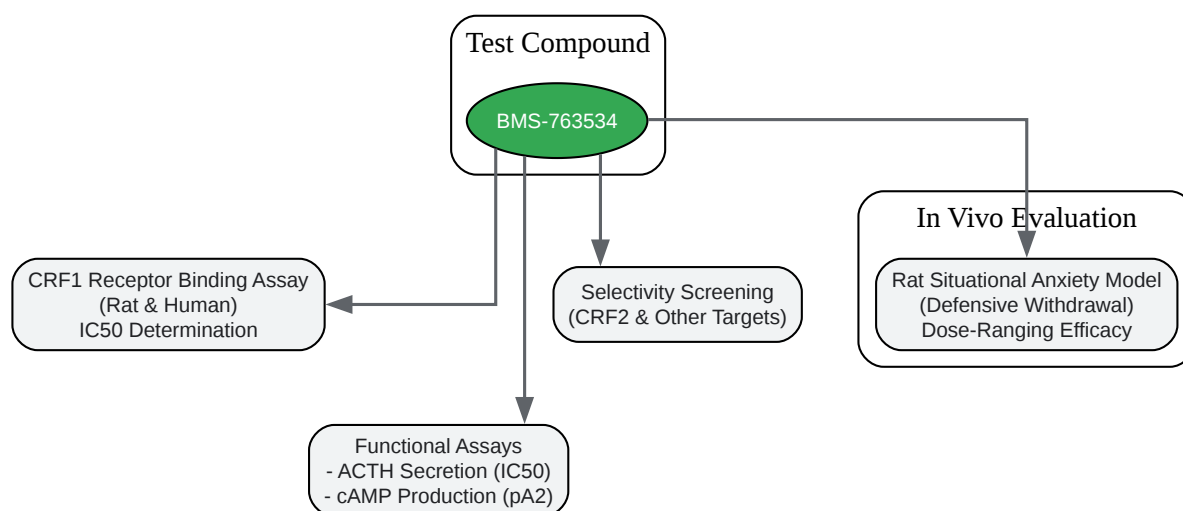 Test Compound
BMS-763534
In Vivo Evaluation
CRF1 Receptor Binding Assay
(Rat & Human)
IC50 Determination
Selectivity Screening
(CRF2 & Other Targets)
Rat Situational Anxiety Model
(Defensive Withdrawal)
Dose-Ranging Efficacy
Functional Assays
- ACTH Secretion (IC50)
- cAMP Production (pA2)